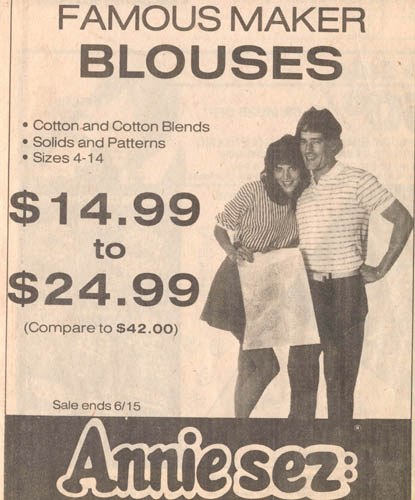 FAMOUS MAKER
BLOUSES
• Cotton and Cotton Blends
• Solids and Patterns
• Sizes 4-14
$14.99
to
$24.99
(Compare to $42.00)
Sale ends 6/15
Annie sez:
®